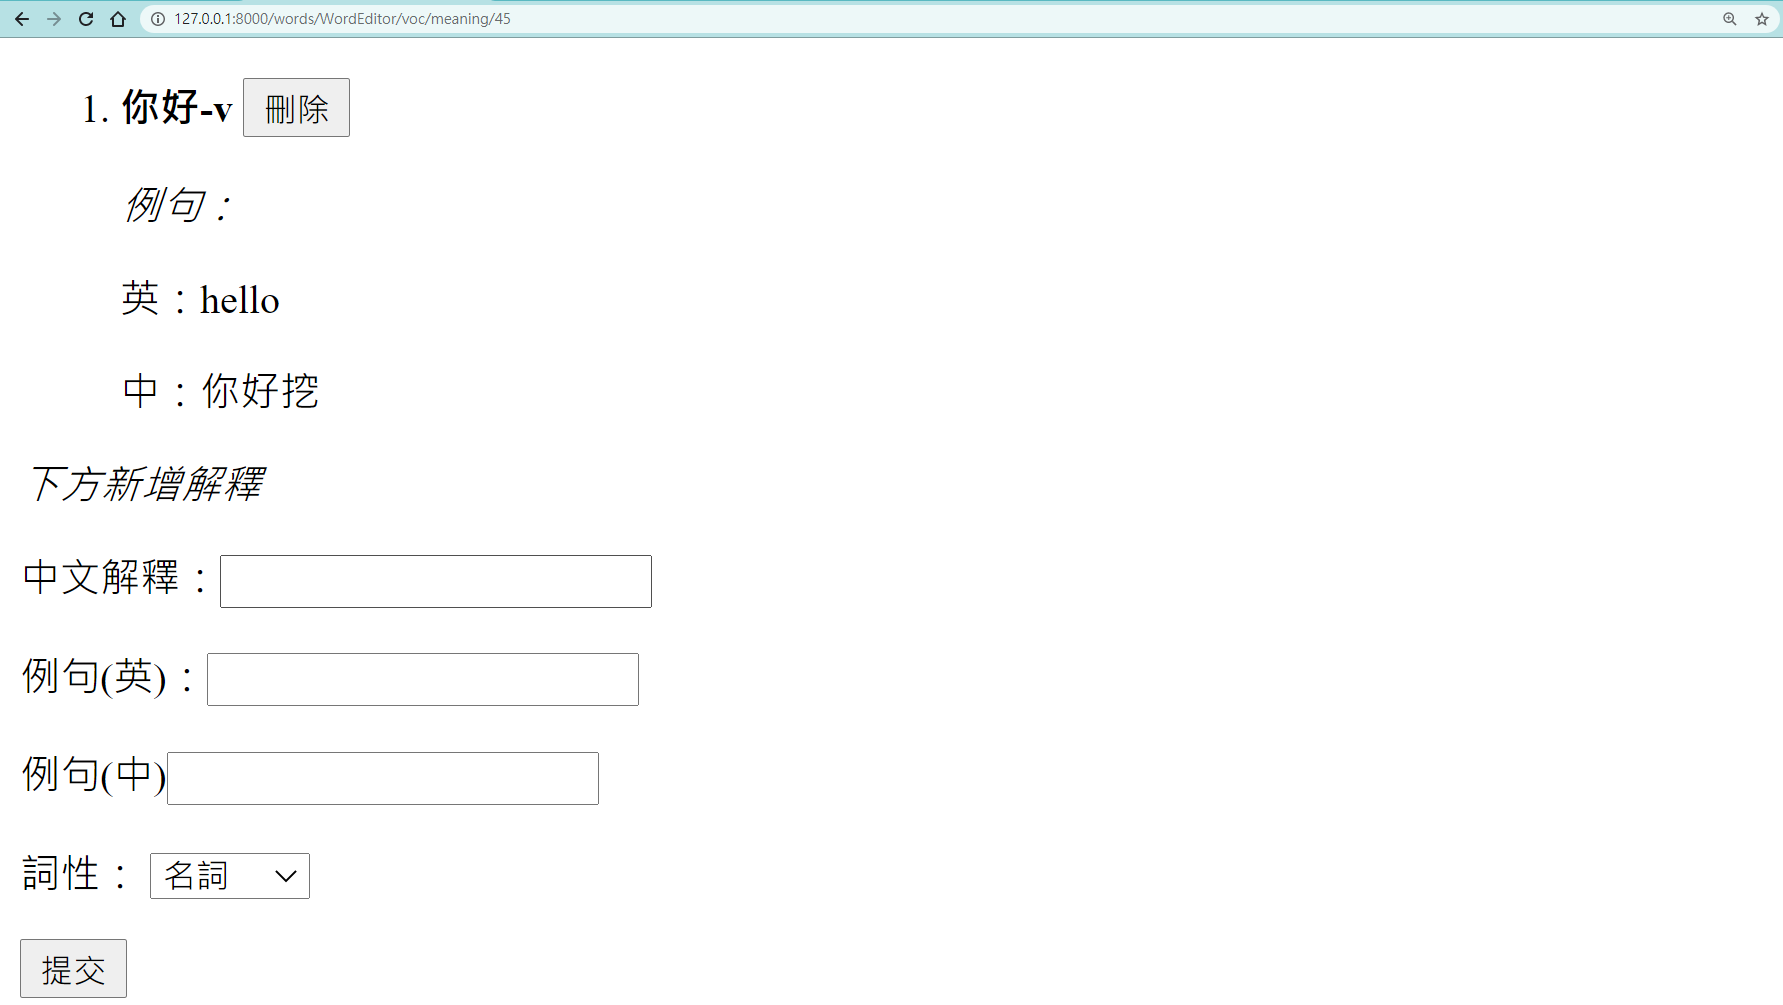 127.0.0.1:8000/words/WordEditor/voc/meaning/45
1. 你好-v 刪除
例句：
英：hello
中：你好挖
下方新增解釋
中文解釋：
例句(英)：
例句(中)
詞性： 名詞
提交